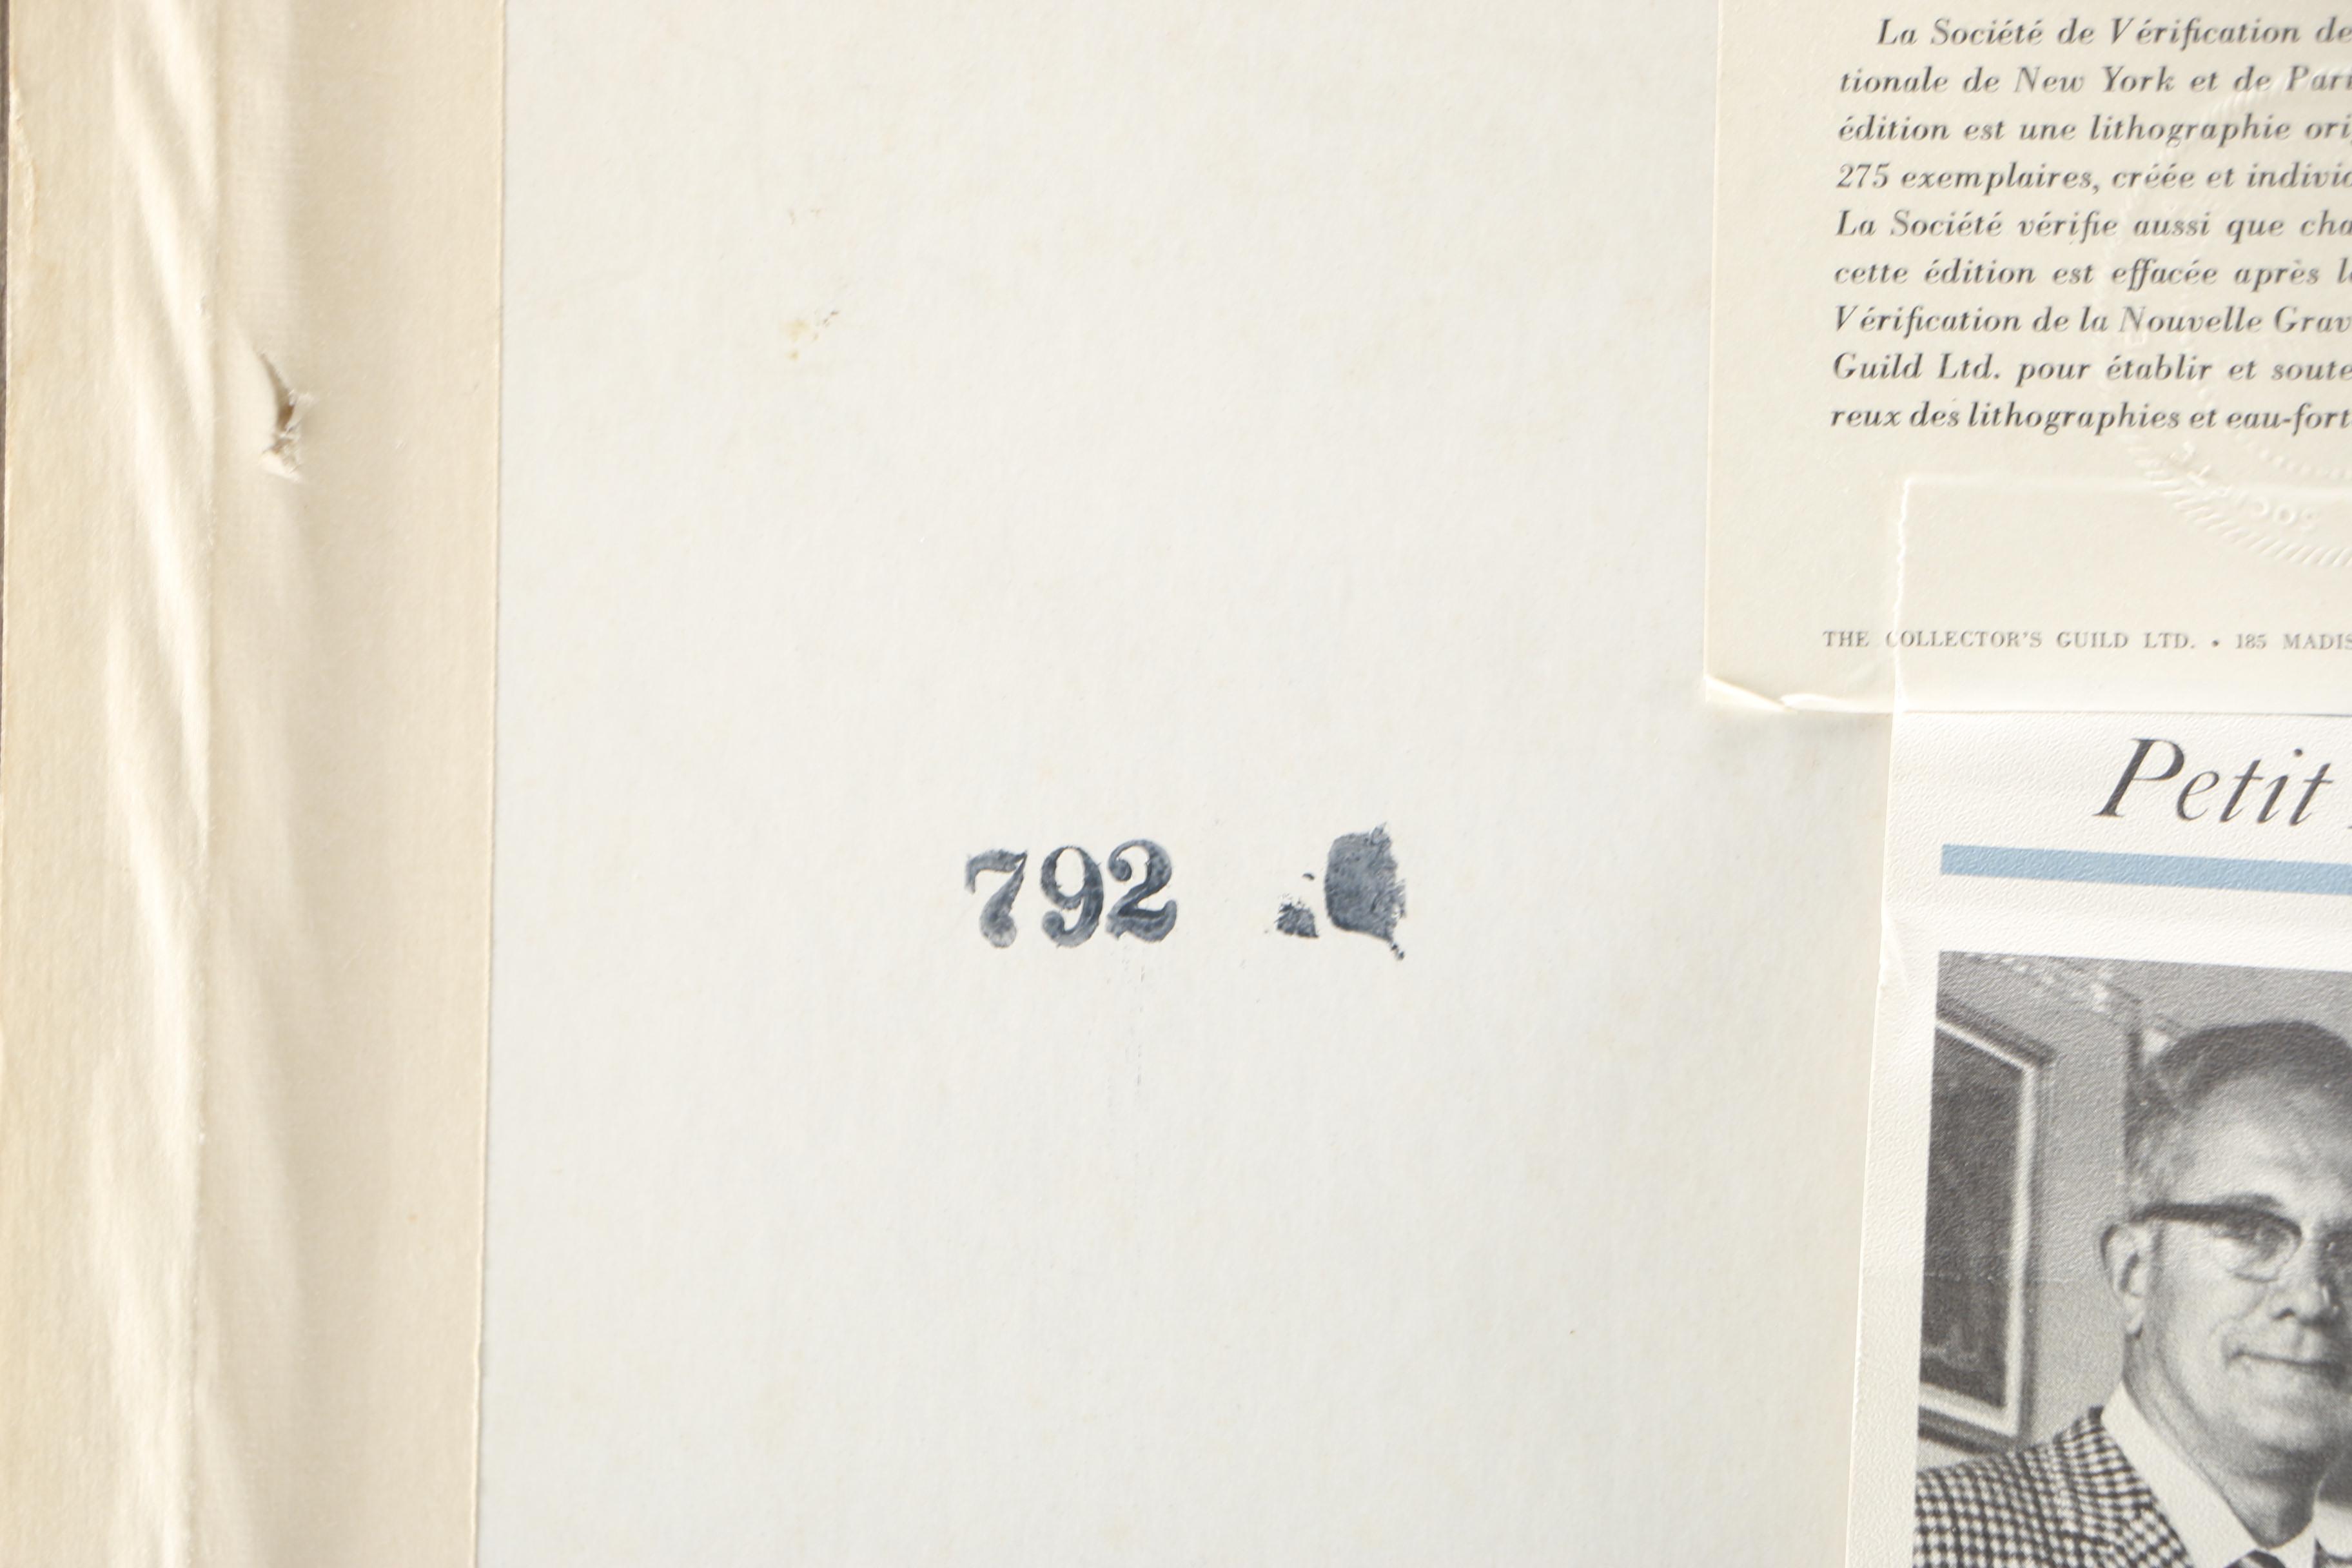 La Société de Vérification de
tionale de New York et de Pari
édition est une lithographie ori
275 exemplaires, créée et individ
La Société vérifie aussi que cha
cette édition est effacée après l
Vérification de la Nouvelle Grav
Guild Ltd. pour établir et soute
reux des lithographies et eau-fort
SOCIÉT
THE COLLECTOR'S GUILD LTD. • 185 MADIS
Petit
792